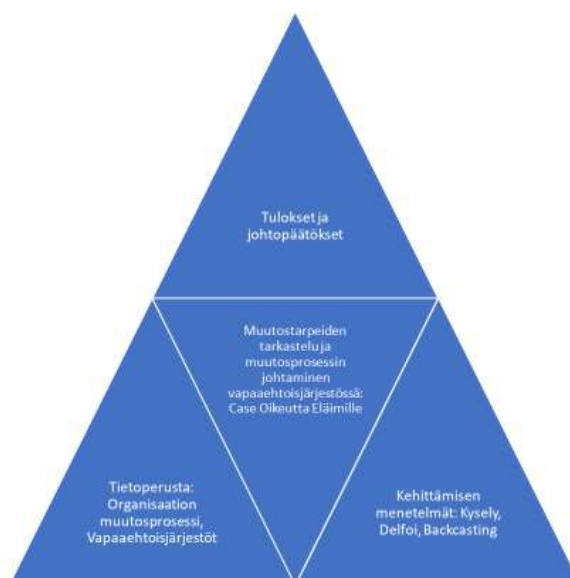 Tulokset ja
johtopäätökset
Muutostarpeiden
tarkastelu ja
muutosprosessin
johtaminen
vapaaehtoisjärjestössä:
Case Oikeutta Eläimille
Tietoperusta:
Organisaation
muutosprosessi,
Vapaaehtoisjärjestöt
Kehittämisen
menetelmät: Kysely,
Delfoi, Backcasting